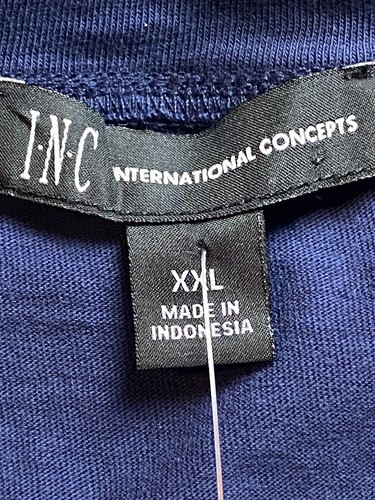 I·N·C INTERNATIONAL CONCEPTS
XXL
MADE IN
INDONESIA